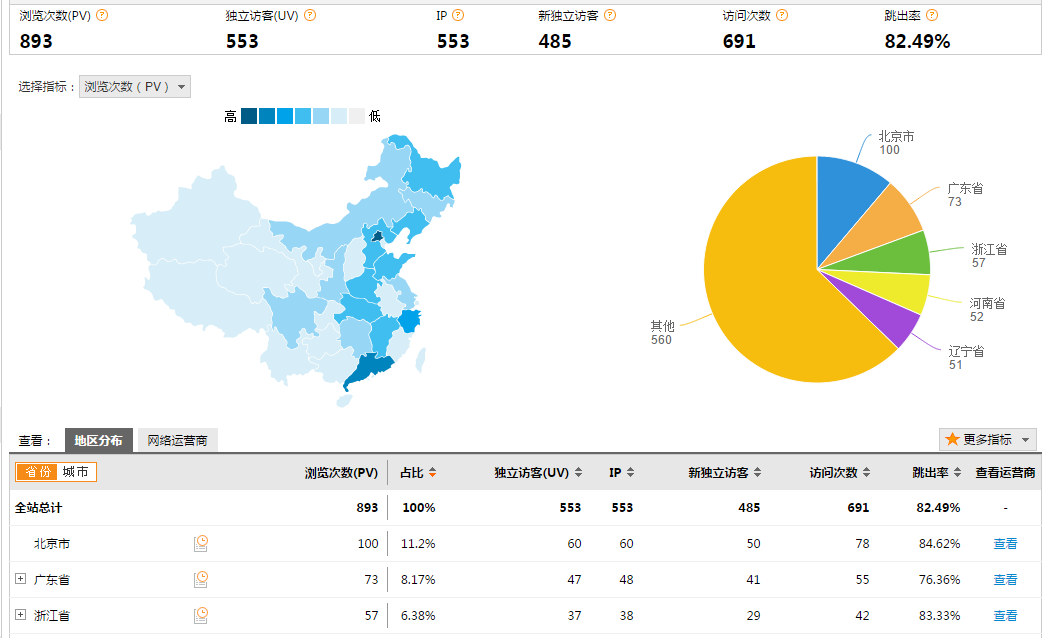 浏览次数(PV) 独立访客(UV) IP 新独立访客 访问次数 跳出率
893 553 553 485 691 82.49%
选择指标： 浏览次数（PV）
高 低
北京市
100
广东省
73
浙江省
57
河南省
52
辽宁省
51
其他
560
查看： 地区分布 网络运营商 更多指标
省份 城市 浏览次数(PV) 占比 独立访客(UV) IP 新独立访客 访问次数 跳出率 查看运营商
全站总计 893 100% 553 553 485 691 82.49% -
北京市 100 11.2% 60 60 50 78 84.62% 查看
广东省 73 8.17% 47 48 41 55 76.36% 查看
浙江省 57 6.38% 37 38 29 42 83.33% 查看